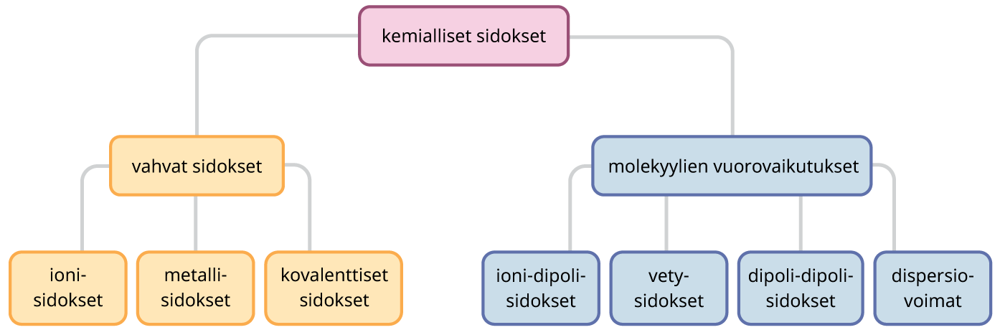 kemialliset sidokset
vahvat sidokset
molekyylien vuorovaikutukset
ioni-
sidokset
metalli-
sidokset
kovalenttiset
sidokset
ioni-dipoli-
sidokset
vety-
sidokset
dipoli-dipoli-
sidokset
dispersio-
voimat